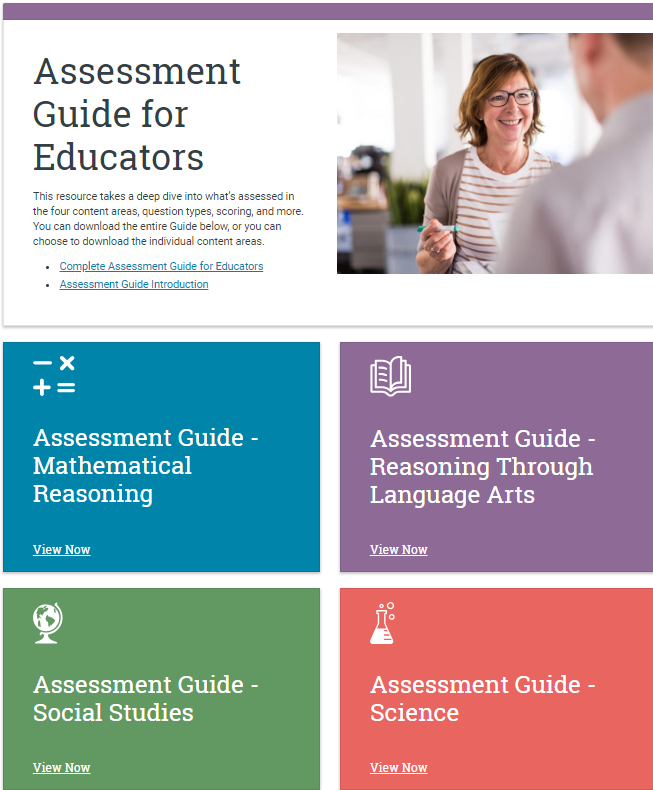 Assessment
Guide for
Educators
This resource takes a deep dive into what's assessed in
the four content areas, question types, scoring, and more.
You can download the entire Guide below, or you can
choose to download the individual content areas.
Complete Assessment Guide for Educators
Assessment Guide Introduction
Assessment Guide -
Mathematical
Reasoning
View Now
Assessment Guide -
Reasoning Through
Language Arts
View Now
Assessment Guide -
Social Studies
View Now
Assessment Guide -
Science
View Now